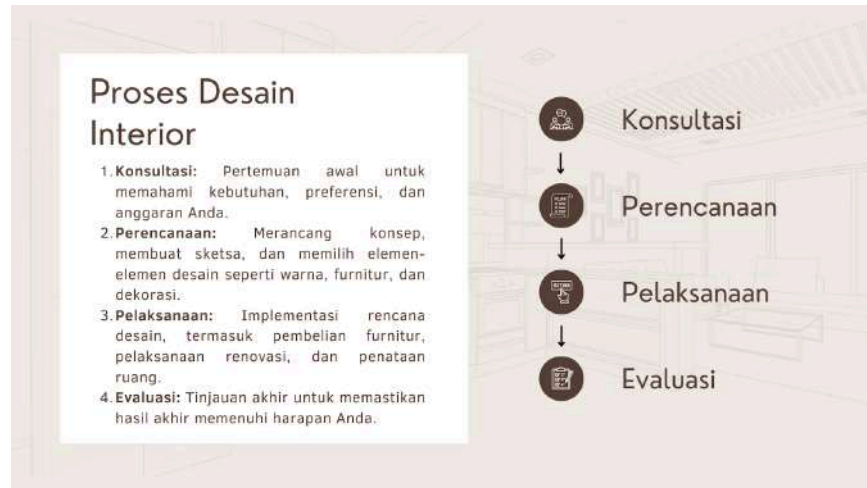 Proses Desain
Interior
1. Konsultasi: Pertemuan awal untuk
memahami kebutuhan, preferensi, dan
anggaran Anda.
2. Perencanaan: Merancang konsep,
membuat sketsa, dan memilih elemen-
elemen desain seperti warna, furnitur, dan
dekorasi.
3. Pelaksanaan: Implementasi rencana
desain, termasuk pembelian furnitur,
pelaksanaan renovasi, dan penataan
ruang.
4. Evaluasi: Tinjauan akhir untuk memastikan
hasil akhir memenuhi harapan Anda.
Konsultasi
Perencanaan
Pelaksanaan
Evaluasi